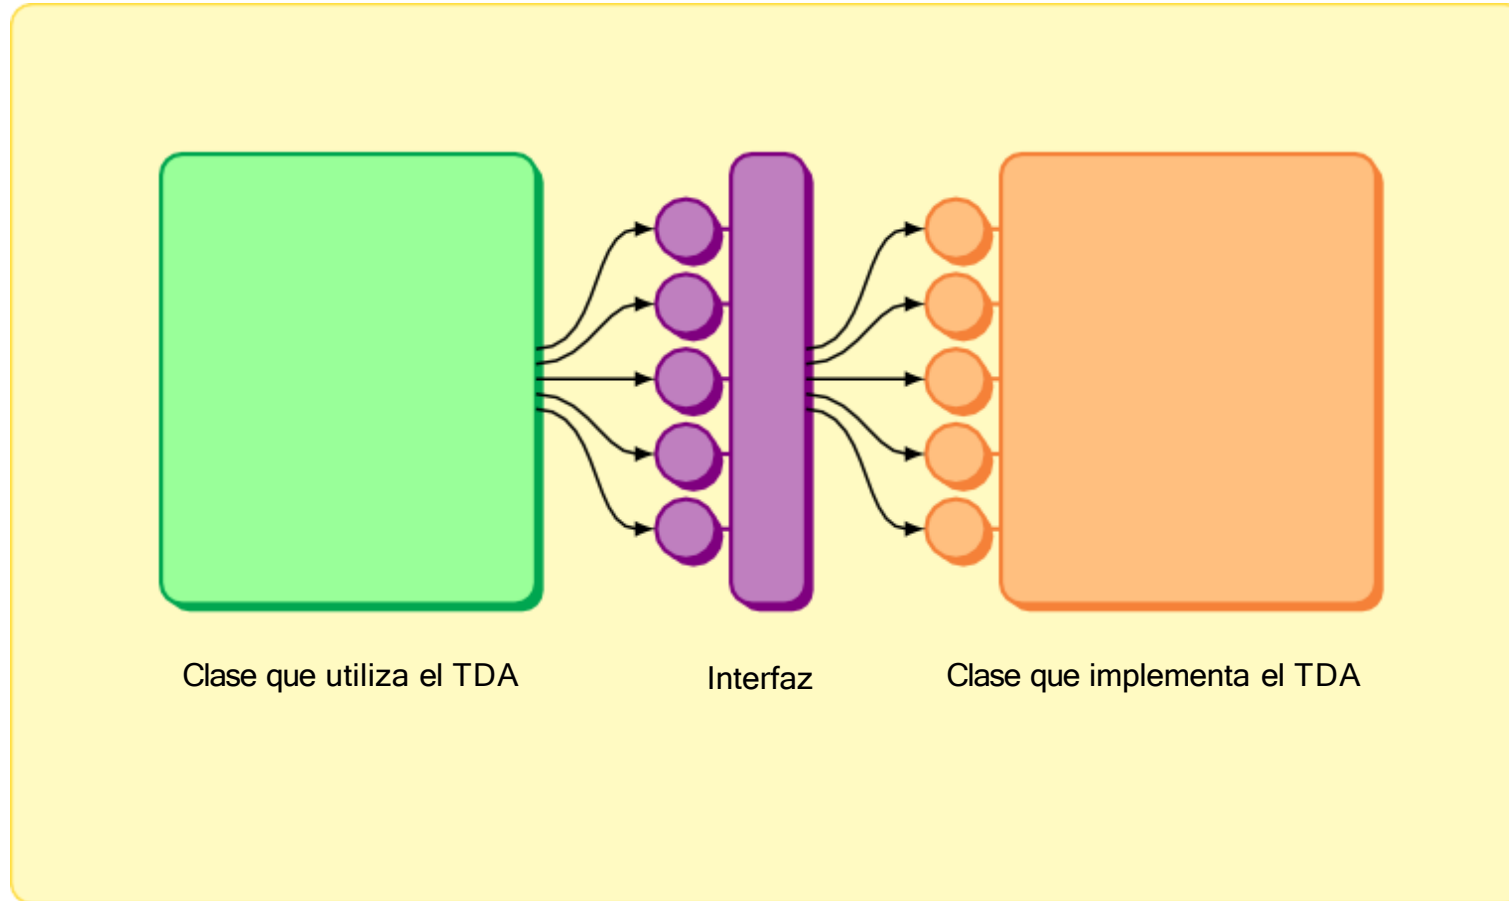 Clase que utiliza el TDA
Interfaz
Clase que implementa el TDA